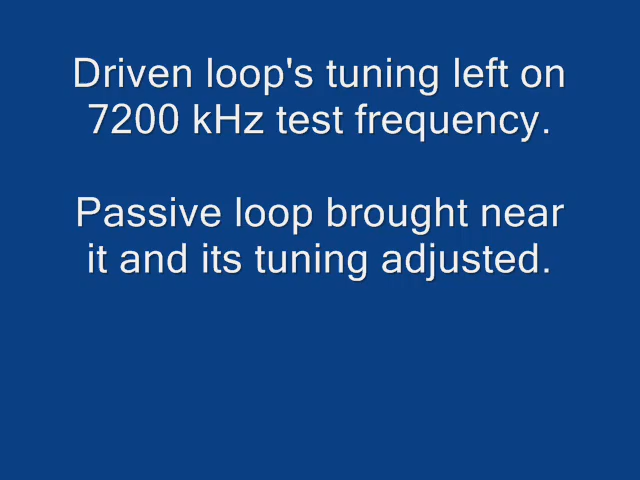 Driven loop's tuning left on
7200 kHz test frequency.
Passive loop brought near
it and its tuning adjusted.